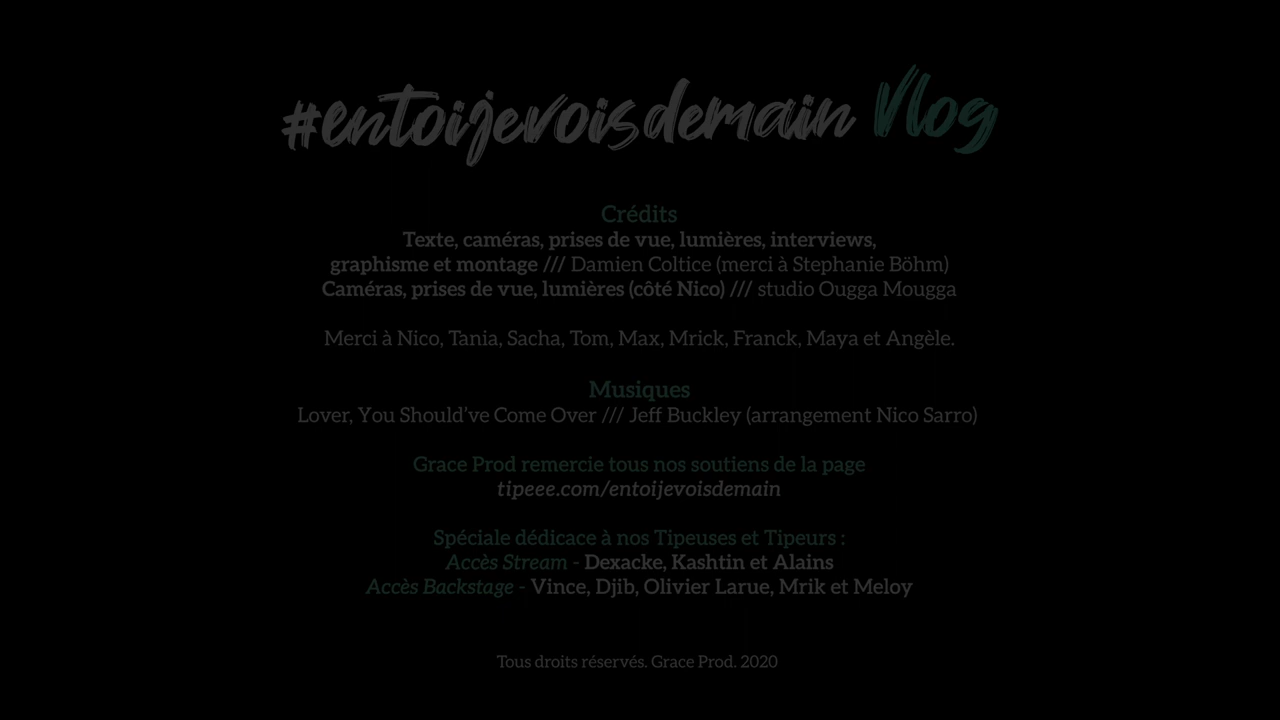 #entoijevoisdemain Vlog
Crédits
Texte, caméras, prises de vue, lumières, interviews,
graphisme et montage /// Damien Coltice (merci à Stephanie Böhm)
Caméras, prises de vue, lumières (côté Nico) /// studio Ougga Mougga
Merci à Nico, Tania, Sacha, Tom, Max, Mrick, Franck, Maya et Angèle.
Musiques
Lover, You Should’ve Come Over /// Jeff Buckley (arrangement Nico Sarro)
Grace Prod remercie tous nos soutiens de la page
tipeee.com/entoijevoisdemain
Spéciale dédicace à nos Tipeuses et Tipeurs :
Accès Stream - Dexacke, Kashtin et Alains
Accès Backstage - Vince, Djib, Olivier Larue, Mrik et Meloy
Tous droits réservés. Grace Prod. 2020